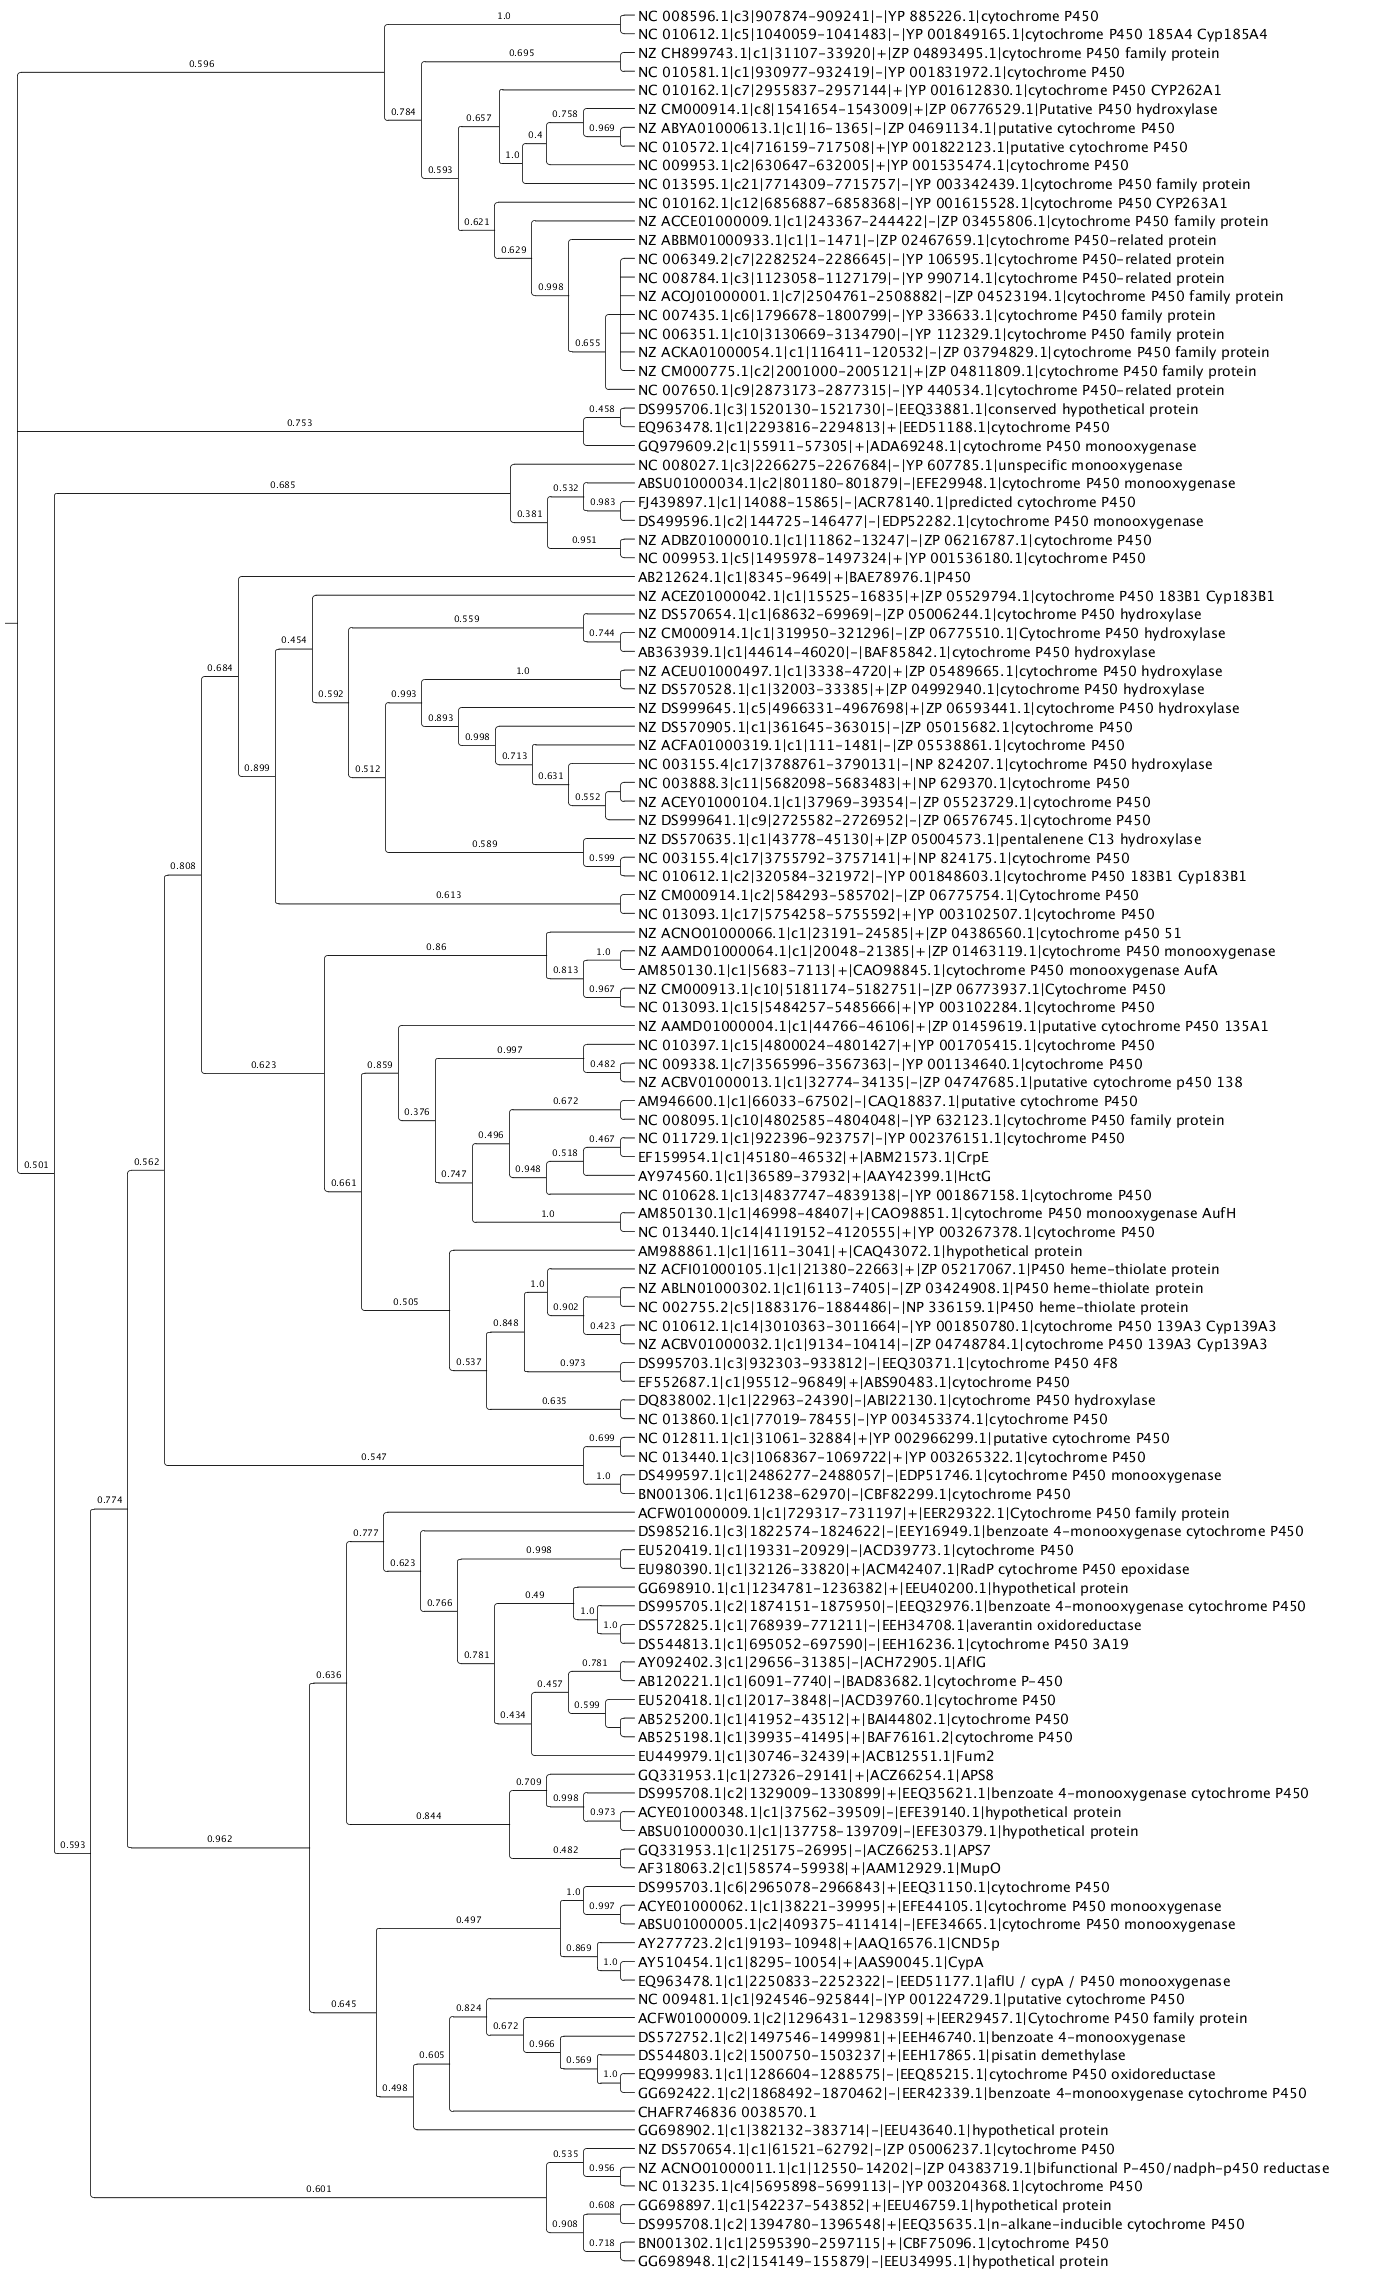 1.0
NC 008596.1|c3|907874-909241|-|YP 885226.1|cytochrome P450
NC 010612.1|c5|1040059-1041483|-|YP 001849165.1|cytochrome P450 185A4 Cyp185A4
0.596
0.695
NZ CH899743.1|c1|31107-33920|+|ZP 04893495.1|cytochrome P450 family protein
NC 010581.1|c1|930977-932419|-|YP 001831972.1|cytochrome P450
0.784
NC 010162.1|c7|2955837-2957144|+|YP 001612830.1|cytochrome P450 CYP262A1
0.657
0.758
NZ CM000914.1|c8|1541654-1543009|+|ZP 06776529.1|Putative P450 hydroxylase
0.4
0.969
NZ ABYA01000613.1|c1|16-1365|-|ZP 04691134.1|putative cytochrome P450
NC 010572.1|c4|716159-717508|+|YP 001822123.1|putative cytochrome P450
1.0
NC 009953.1|c2|630647-632005|+|YP 001535474.1|cytochrome P450
0.593
NC 013595.1|c21|7714309-7715757|-|YP 003342439.1|cytochrome P450 family protein
NC 010162.1|c12|6856887-6858368|-|YP 001615528.1|cytochrome P450 CYP263A1
0.621
NZ ACCE01000009.1|c1|243367-244422|-|ZP 03455806.1|cytochrome P450 family protein
0.629
NZ ABBM01000933.1|c1|1-1471|-|ZP 02467659.1|cytochrome P450-related protein
NC 006349.2|c7|2282524-2286645|-|YP 106595.1|cytochrome P450-related protein
NC 008784.1|c3|1123058-1127179|-|YP 990714.1|cytochrome P450-related protein
0.998
NZ ACOJ01000001.1|c7|2504761-2508882|-|ZP 04523194.1|cytochrome P450 family protein
NC 007435.1|c6|1796678-1800799|-|YP 336633.1|cytochrome P450 family protein
NC 006351.1|c10|3130669-3134790|-|YP 112329.1|cytochrome P450 family protein
0.655
NZ ACKA01000054.1|c1|116411-120532|-|ZP 03794829.1|cytochrome P450 family protein
NZ CM000775.1|c2|2001000-2005121|+|ZP 04811809.1|cytochrome P450 family protein
NC 007650.1|c9|2873173-2877315|-|YP 440534.1|cytochrome P450-related protein
0.458
DS995706.1|c3|1520130-1521730|-|EEQ33881.1|conserved hypothetical protein
0.753
EQ963478.1|c1|2293816-2294813|+|EED51188.1|cytochrome P450
GQ979609.2|c1|55911-57305|+|ADA69248.1|cytochrome P450 monooxygenase
NC 008027.1|c3|2266275-2267684|-|YP 607785.1|unspecific monooxygenase
0.685
0.532
ABSU01000034.1|c2|801180-801879|-|EFE29948.1|cytochrome P450 monooxygenase
0.983
FJ439897.1|c1|14088-15865|-|ACR78140.1|predicted cytochrome P450
0.381
DS499596.1|c2|144725-146477|-|EDP52282.1|cytochrome P450 monooxygenase
0.951
NZ ADBZ01000010.1|c1|11862-13247|-|ZP 06216787.1|cytochrome P450
NC 009953.1|c5|1495978-1497324|+|YP 001536180.1|cytochrome P450
AB212624.1|c1|8345-9649|+|BAE78976.1|P450
NZ ACEZ01000042.1|c1|15525-16835|+|ZP 05529794.1|cytochrome P450 183B1 Cyp183B1
0.559
NZ DS570654.1|c1|68632-69969|-|ZP 05006244.1|cytochrome P450 hydroxylase
0.454
0.744
NZ CM000914.1|c1|319950-321296|-|ZP 06775510.1|Cytochrome P450 hydroxylase
AB363939.1|c1|44614-46020|-|BAF85842.1|cytochrome P450 hydroxylase
0.684
1.0
NZ ACEU01000497.1|c1|3338-4720|+|ZP 05489665.1|cytochrome P450 hydroxylase
0.592
0.993
NZ DS570528.1|c1|32003-33385|+|ZP 04992940.1|cytochrome P450 hydroxylase
0.893
NZ DS999645.1|c5|4966331-4967698|+|ZP 06593441.1|cytochrome P450 hydroxylase
0.998
NZ DS570905.1|c1|361645-363015|-|ZP 05015682.1|cytochrome P450
0.713
NZ ACFA01000319.1|c1|111-1481|-|ZP 05538861.1|cytochrome P450
0.899
0.512
0.631
NC 003155.4|c17|3788761-3790131|-|NP 824207.1|cytochrome P450 hydroxylase
NC 003888.3|c11|5682098-5683483|+|NP 629370.1|cytochrome P450
0.552
NZ ACEY01000104.1|c1|37969-39354|-|ZP 05523729.1|cytochrome P450
NZ DS999641.1|c9|2725582-2726952|-|ZP 06576745.1|cytochrome P450
0.589
NZ DS570635.1|c1|43778-45130|+|ZP 05004573.1|pentalenene C13 hydroxylase
0.808
0.599
NC 003155.4|c17|3755792-3757141|+|NP 824175.1|cytochrome P450
NC 010612.1|c2|320584-321972|-|YP 001848603.1|cytochrome P450 183B1 Cyp183B1
0.613
NZ CM000914.1|c2|584293-585702|-|ZP 06775754.1|Cytochrome P450
NC 013093.1|c17|5754258-5755592|+|YP 003102507.1|cytochrome P450
0.86
NZ ACNO01000066.1|c1|23191-24585|+|ZP 04386560.1|cytochrome p450 51
1.0
NZ AAMD01000064.1|c1|20048-21385|+|ZP 01463119.1|cytochrome P450 monooxygenase
0.813
AM850130.1|c1|5683-7113|+|CAO98845.1|cytochrome P450 monooxygenase AufA
0.967
NZ CM000913.1|c10|5181174-5182751|-|ZP 06773937.1|Cytochrome P450
NC 013093.1|c15|5484257-5485666|+|YP 003102284.1|cytochrome P450
NZ AAMD01000004.1|c1|44766-46106|+|ZP 01459619.1|putative cytochrome P450 135A1
0.623
0.859
0.997
NC 010397.1|c15|4800024-4801427|+|YP 001705415.1|cytochrome P450
0.482
NC 009338.1|c7|3565996-3567363|-|YP 001134640.1|cytochrome P450
NZ ACBV01000013.1|c1|32774-34135|-|ZP 04747685.1|putative cytochrome p450 138
0.376
0.672
AM946600.1|c1|66033-67502|-|CAQ18837.1|putative cytochrome P450
NC 008095.1|c10|4802585-4804048|-|YP 632123.1|cytochrome P450 family protein
0.496
0.467
NC 011729.1|c1|922396-923757|-|YP 002376151.1|cytochrome P450
0.518
EF159954.1|c1|45180-46532|+|ABM21573.1|CrpE
0.501
0.562
0.747
0.948
AY974560.1|c1|36589-37932|+|AAY42399.1|HctG
0.661
NC 010628.1|c13|4837747-4839138|-|YP 001867158.1|cytochrome P450
1.0
AM850130.1|c1|46998-48407|+|CAO98851.1|cytochrome P450 monooxygenase AufH
NC 013440.1|c14|4119152-4120555|+|YP 003267378.1|cytochrome P450
AM988861.1|c1|1611-3041|+|CAQ43072.1|hypothetical protein
NZ ACFI01000105.1|c1|21380-22663|+|ZP 05217067.1|P450 heme-thiolate protein
1.0
NZ ABLN01000302.1|c1|6113-7405|-|ZP 03424908.1|P450 heme-thiolate protein
0.505
0.902
NC 002755.2|c5|1883176-1884486|-|NP 336159.1|P450 heme-thiolate protein
0.848
0.423
NC 010612.1|c14|3010363-3011664|-|YP 001850780.1|cytochrome P450 139A3 Cyp139A3
NZ ACBV01000032.1|c1|9134-10414|-|ZP 04748784.1|cytochrome P450 139A3 Cyp139A3
0.537
0.973
DS995703.1|c3|932303-933812|-|EEQ30371.1|cytochrome P450 4F8
EF552687.1|c1|95512-96849|+|ABS90483.1|cytochrome P450
0.635
DQ838002.1|c1|22963-24390|-|ABI22130.1|cytochrome P450 hydroxylase
NC 013860.1|c1|77019-78455|-|YP 003453374.1|cytochrome P450
0.699
NC 012811.1|c1|31061-32884|+|YP 002966299.1|putative cytochrome P450
0.547
NC 013440.1|c3|1068367-1069722|+|YP 003265322.1|cytochrome P450
1.0
DS499597.1|c1|2486277-2488057|-|EDP51746.1|cytochrome P450 monooxygenase
BN001306.1|c1|61238-62970|-|CBF82299.1|cytochrome P450
0.774
ACFW01000009.1|c1|729317-731197|+|EER29322.1|Cytochrome P450 family protein
0.777
DS985216.1|c3|1822574-1824622|-|EEY16949.1|benzoate 4-monooxygenase cytochrome P450
0.998
EU520419.1|c1|19331-20929|-|ACD39773.1|cytochrome P450
0.623
EU980390.1|c1|32126-33820|+|ACM42407.1|RadP cytochrome P450 epoxidase
0.49
GG698910.1|c1|1234781-1236382|+|EEU40200.1|hypothetical protein
0.766
1.0
DS995705.1|c2|1874151-1875950|-|EEQ32976.1|benzoate 4-monooxygenase cytochrome P450
1.0
DS572825.1|c1|768939-771211|-|EEH34708.1|averantin oxidoreductase
DS544813.1|c1|695052-697590|-|EEH16236.1|cytochrome P450 3A19
0.781
0.781
AY092402.3|c1|29656-31385|-|ACH72905.1|AflG
0.636
0.457
AB120221.1|c1|6091-7740|-|BAD83682.1|cytochrome P-450
0.599
EU520418.1|c1|2017-3848|-|ACD39760.1|cytochrome P450
0.434
AB525200.1|c1|41952-43512|+|BAI44802.1|cytochrome P450
AB525198.1|c1|39935-41495|+|BAF76161.2|cytochrome P450
EU449979.1|c1|30746-32439|+|ACB12551.1|Fum2
0.709
GQ331953.1|c1|27326-29141|+|ACZ66254.1|APS8
0.998
DS995708.1|c2|1329009-1330899|+|EEQ35621.1|benzoate 4-monooxygenase cytochrome P450
0.844
0.973
ACYE01000348.1|c1|37562-39509|-|EFE39140.1|hypothetical protein
ABSU01000030.1|c1|137758-139709|-|EFE30379.1|hypothetical protein
0.593
0.962
0.482
GQ331953.1|c1|25175-26995|-|ACZ66253.1|APS7
AF318063.2|c1|58574-59938|+|AAM12929.1|MupO
1.0
DS995703.1|c6|2965078-2966843|+|EEQ31150.1|cytochrome P450
0.997
ACYE01000062.1|c1|38221-39995|+|EFE44105.1|cytochrome P450 monooxygenase
0.497
ABSU01000005.1|c2|409375-411414|-|EFE34665.1|cytochrome P450 monooxygenase
0.869
AY277723.2|c1|9193-10948|+|AAQ16576.1|CND5p
1.0
AY510454.1|c1|8295-10054|+|AAS90045.1|CypA
EQ963478.1|c1|2250833-2252322|-|EED51177.1|aflU / cypA / P450 monooxygenase
0.645
0.824
NC 009481.1|c1|924546-925844|-|YP 001224729.1|putative cytochrome P450
0.672
ACFW01000009.1|c2|1296431-1298359|+|EER29457.1|Cytochrome P450 family protein
0.966
DS572752.1|c2|1497546-1499981|+|EEH46740.1|benzoate 4-monooxygenase
0.605
0.569
DS544803.1|c2|1500750-1503237|+|EEH17865.1|pisatin demethylase
1.0
EQ999983.1|c1|1286604-1288575|-|EEQ85215.1|cytochrome P450 oxidoreductase
0.498
GG692422.1|c2|1868492-1870462|-|EER42339.1|benzoate 4-monooxygenase cytochrome P450
CHAFR746836 0038570.1
GG698902.1|c1|382132-383714|-|EEU43640.1|hypothetical protein
0.535
NZ DS570654.1|c1|61521-62792|-|ZP 05006237.1|cytochrome P450
0.956
NZ ACNO01000011.1|c1|12550-14202|-|ZP 04383719.1|bifunctional P-450/nadph-p450 reductase
0.601
NC 013235.1|c4|5695898-5699113|-|YP 003204368.1|cytochrome P450
0.608
GG698897.1|c1|542237-543852|+|EEU46759.1|hypothetical protein
0.908
DS995708.1|c2|1394780-1396548|+|EEQ35635.1|n-alkane-inducible cytochrome P450
0.718
BN001302.1|c1|2595390-2597115|+|CBF75096.1|cytochrome P450
GG698948.1|c2|154149-155879|-|EEU34995.1|hypothetical protein